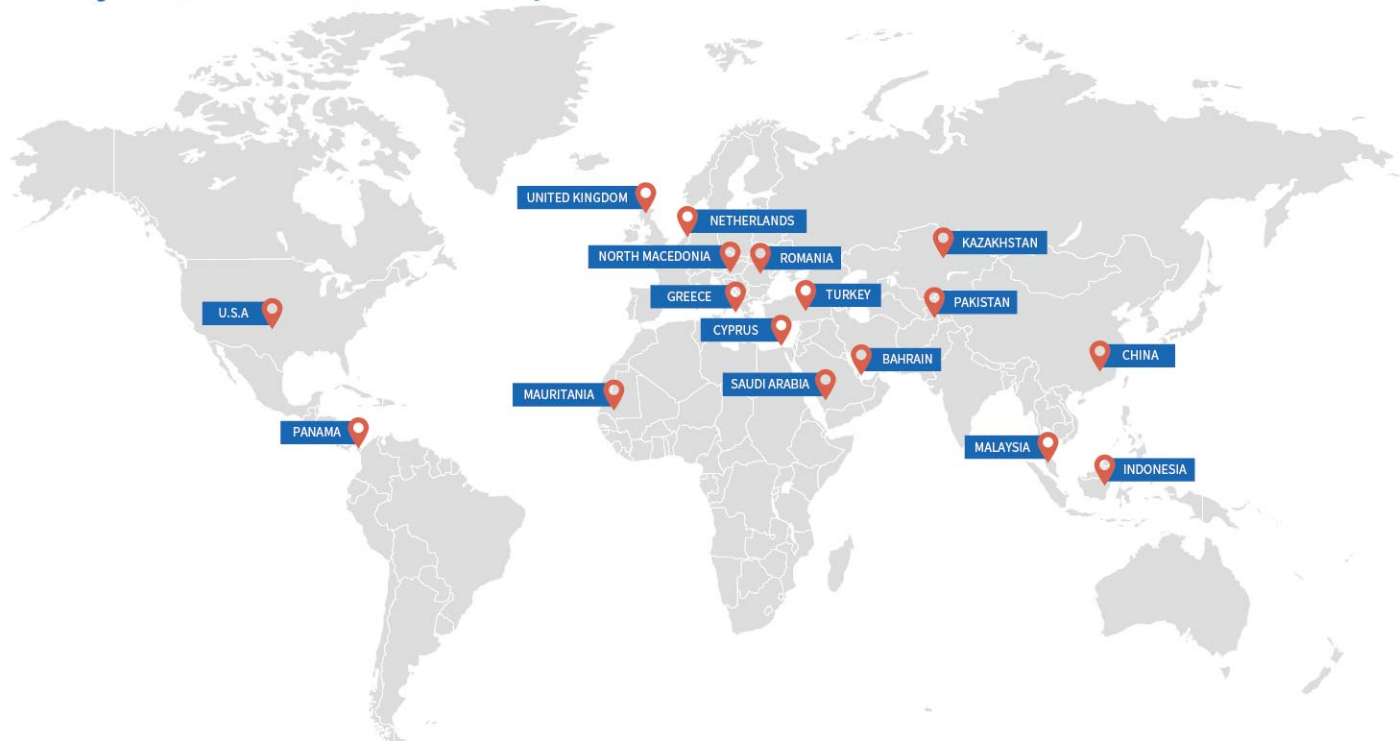 UNITED KINGDOM
NETHERLANDS
KAZAKHSTAN
NORTH MACEDONIA
ROMANIA
GREECE
TURKEY
PAKISTAN
U.S.A
CYPRUS
BAHRAIN
CHINA
SAUDI ARABIA
MAURITANIA
PANAMA
MALAYSIA
INDONESIA